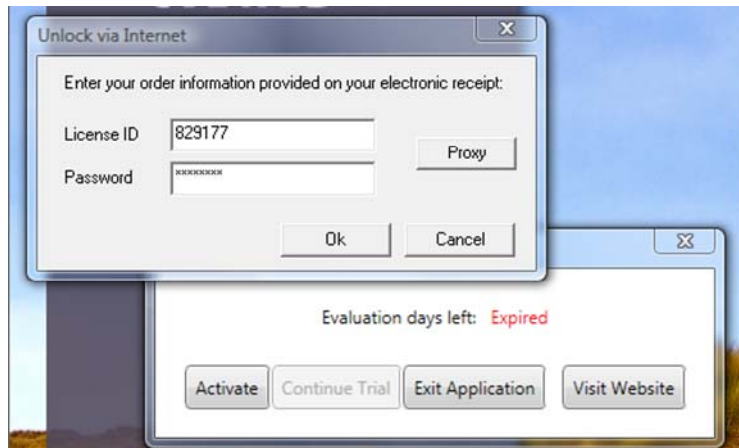 Unlock via Internet
Enter your order information provided on your electronic receipt:
License ID 829177
Proxy
Password ××××××××
Ok Cancel
Evaluation days left: Expired
Activate Continue Trial Exit Application Visit Website